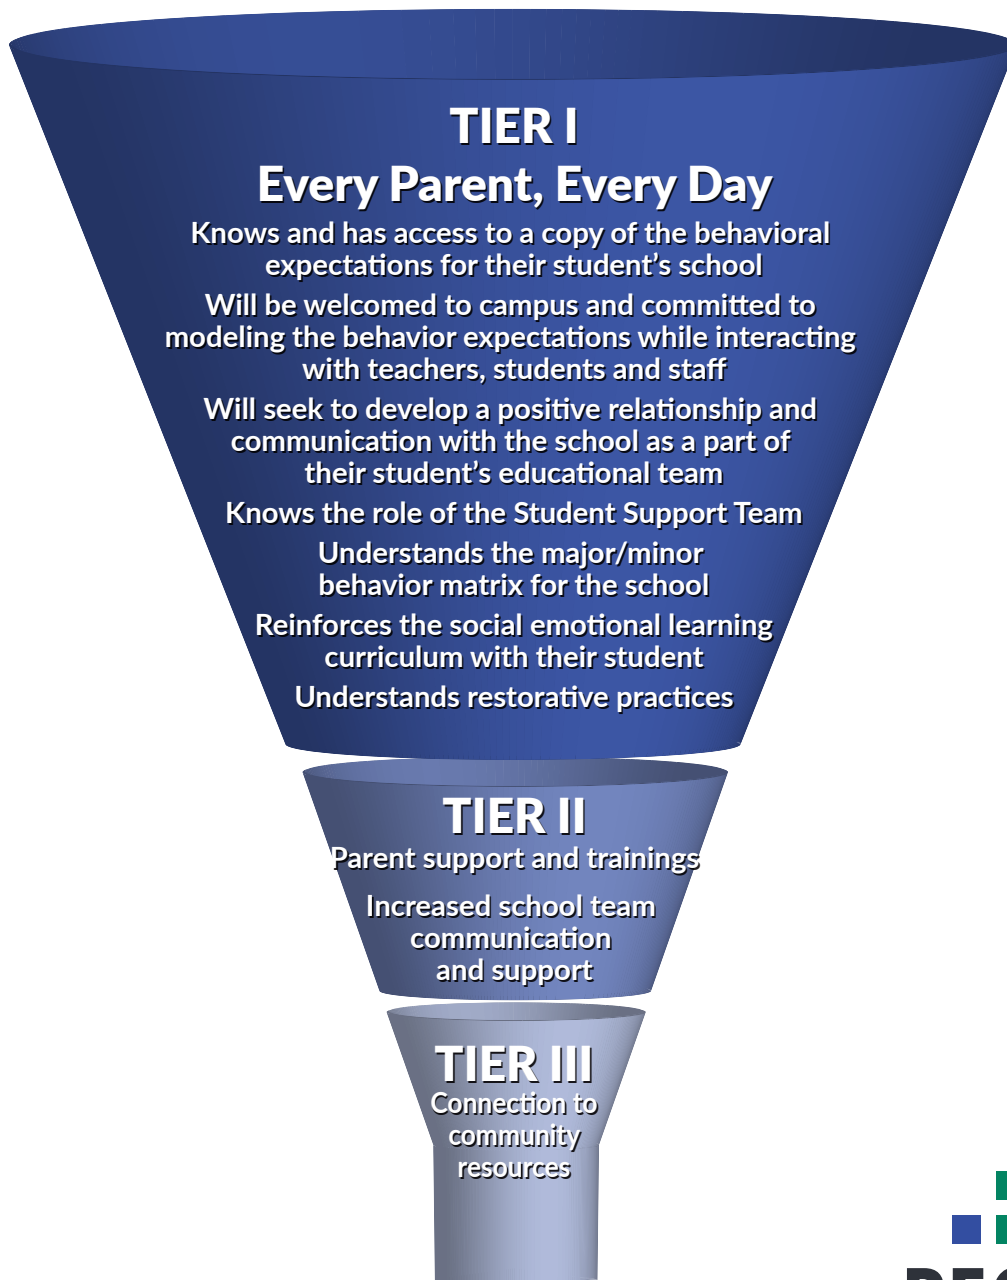 TIER I
Every Parent, Every Day
Knows and has access to a copy of the behavioral
expectations for their student's school
Will be welcomed to campus and committed to
modeling the behavior expectations while interacting
with teachers, students and staff
Will seek to develop a positive relationship and
communication with the school as a part of
their student's educational team
Knows the role of the Student Support Team
Understands the major/minor
behavior matrix for the school
Reinforces the social emotional learning
curriculum with their student
Understands restorative practices
TIER II
Parent support and trainings
Increased school team
communication
and support
TIER III
Connection to
community
resources